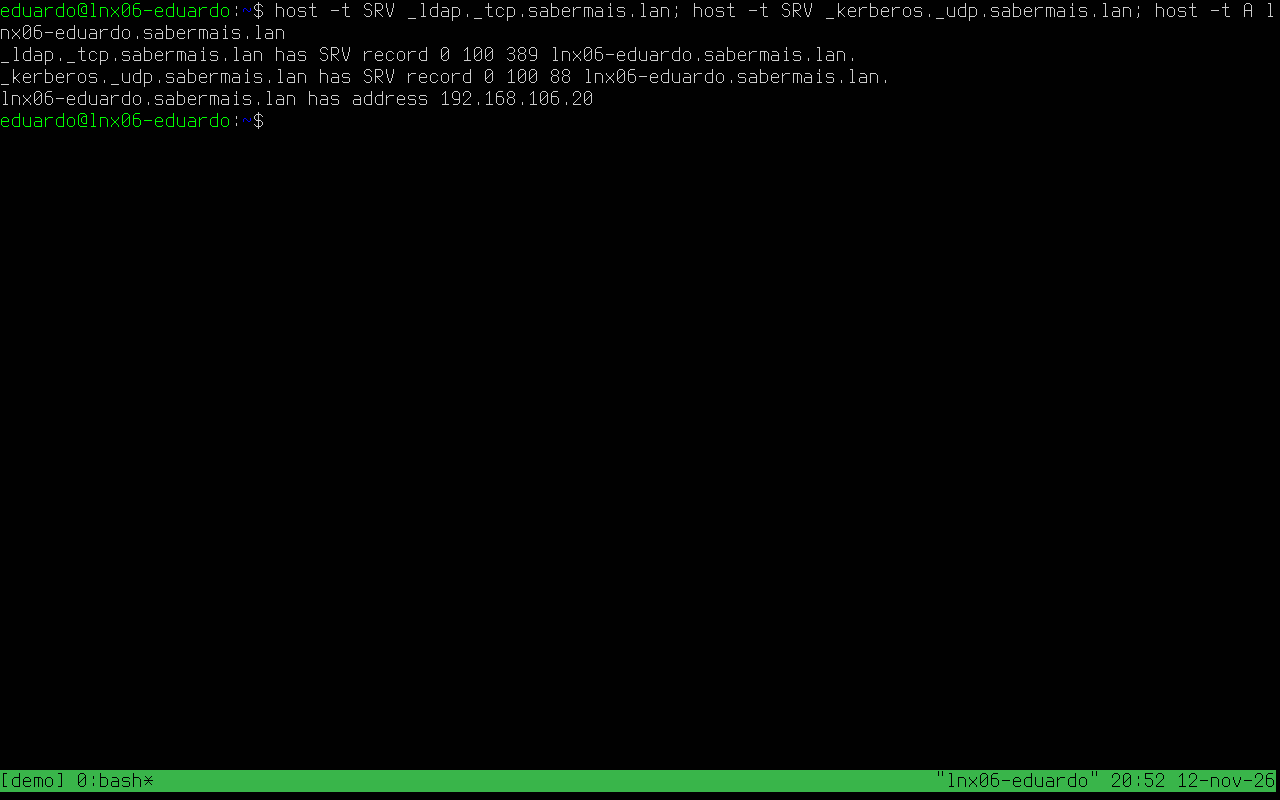 eduardo@lnx06-eduardo:~$ host -t SRV _ldap._tcp.sabermais.lan; host -t SRV _kerberos._udp.sabermais.lan; host -t A l
nx06-eduardo.sabermais.lan
_ldap._tcp.sabermais.lan has SRV record 0 100 389 lnx06-eduardo.sabermais.lan.
_kerberos._udp.sabermais.lan has SRV record 0 100 88 lnx06-eduardo.sabermais.lan.
lnx06-eduardo.sabermais.lan has address 192.168.106.20
eduardo@lnx06-eduardo:~$
[demo] 0:bash* "lnx06-eduardo" 20:52 12-nov-26